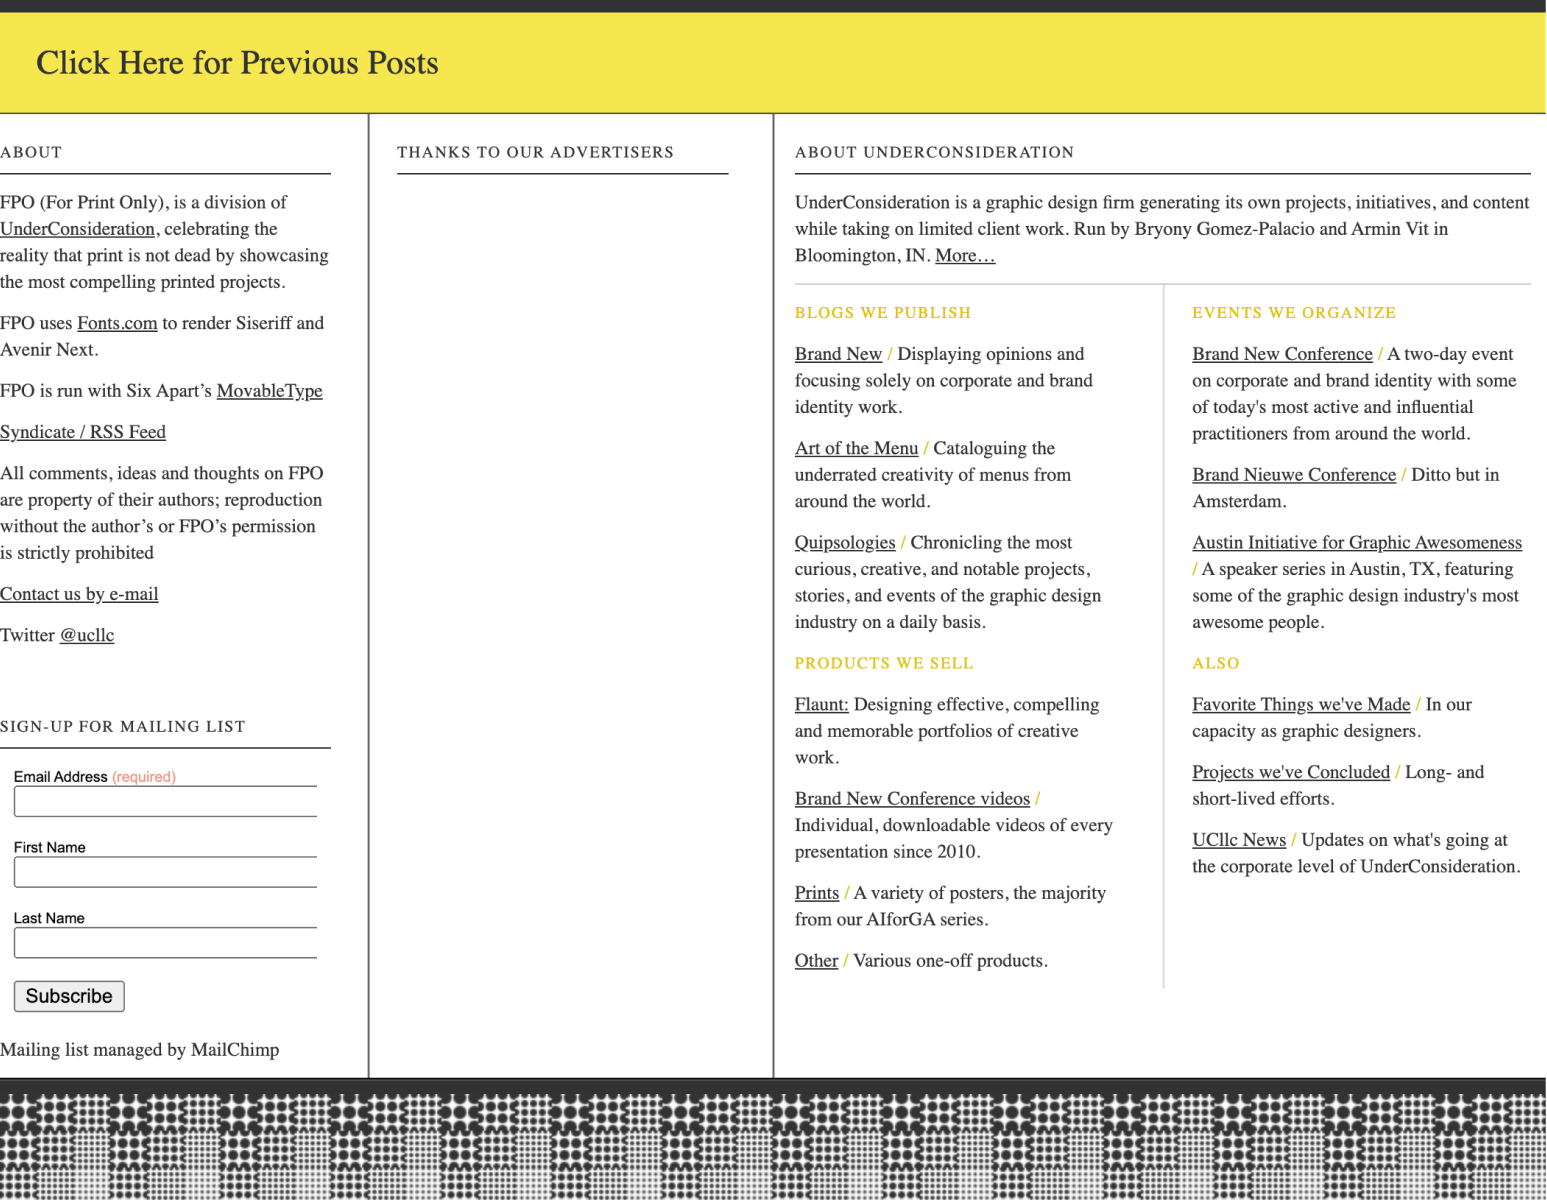 Click Here for Previous Posts
ABOUT
FPO (For Print Only), is a division of
UnderConsideration, celebrating the
reality that print is not dead by showcasing
the most compelling printed projects.
FPO uses Fonts.com to render Siseriff and
Avenir Next.
FPO is run with Six Apart’s MovableType
Syndicate / RSS Feed
All comments, ideas and thoughts on FPO
are property of their authors; reproduction
without the author’s or FPO’s permission
is strictly prohibited
Contact us by e-mail
Twitter @ucllc
SIGN-UP FOR MAILING LIST
Email Address (required)
First Name
Last Name
Subscribe
Mailing list managed by MailChimp
THANKS TO OUR ADVERTISERS
ABOUT UNDERCONSIDERATION
UnderConsideration is a graphic design firm generating its own projects, initiatives, and content
while taking on limited client work. Run by Bryony Gomez-Palacio and Armin Vit in
Bloomington, IN. More…
BLOGS WE PUBLISH
Brand New / Displaying opinions and
focusing solely on corporate and brand
identity work.
Art of the Menu / Cataloguing the
underrated creativity of menus from
around the world.
Quipsologies / Chronicling the most
curious, creative, and notable projects,
stories, and events of the graphic design
industry on a daily basis.
PRODUCTS WE SELL
Flaunt: Designing effective, compelling
and memorable portfolios of creative
work.
Brand New Conference videos /
Individual, downloadable videos of every
presentation since 2010.
Prints / A variety of posters, the majority
from our AIforGA series.
Other / Various one-off products.
EVENTS WE ORGANIZE
Brand New Conference / A two-day event
on corporate and brand identity with some
of today's most active and influential
practitioners from around the world.
Brand Nieuwe Conference / Ditto but in
Amsterdam.
Austin Initiative for Graphic Awesomeness
/ A speaker series in Austin, TX, featuring
some of the graphic design industry's most
awesome people.
ALSO
Favorite Things we've Made / In our
capacity as graphic designers.
Projects we've Concluded / Long- and
short-lived efforts.
UCllc News / Updates on what's going at
the corporate level of UnderConsideration.